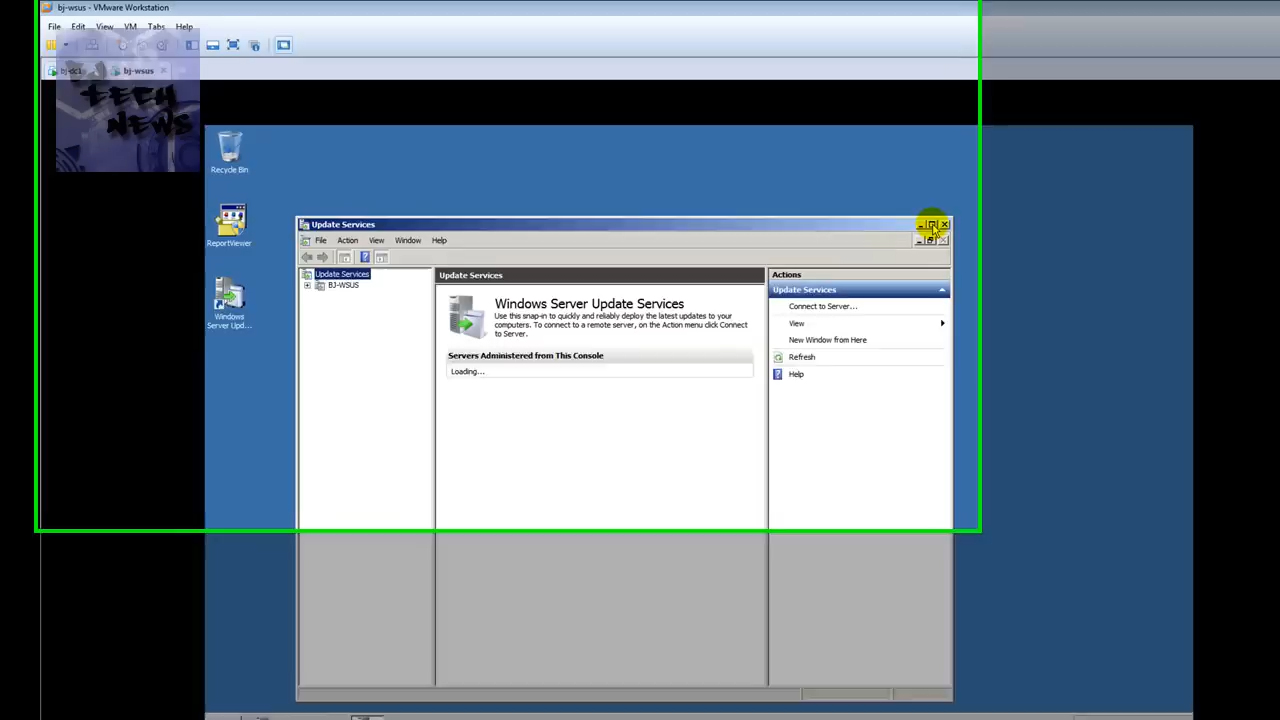 bj-wsus - VMware Workstation
File Edit View VM Tabs Help
bj-dc1 bj-wsus
TECH
NEWS
Recycle Bin
ReportViewer
Windows
Server Upd...
Update Services
File Action View Window Help
Update Services
BJ-WSUS
Update Services
Windows Server Update Services
Use this snap-in to quickly and reliably deploy the latest updates to your
computers. To connect to a remote server, on the Action menu click Connect
to Server.
Servers Administered from This Console
Loading...
Actions
Update Services
Connect to Server...
View
New Window from Here
Refresh
Help